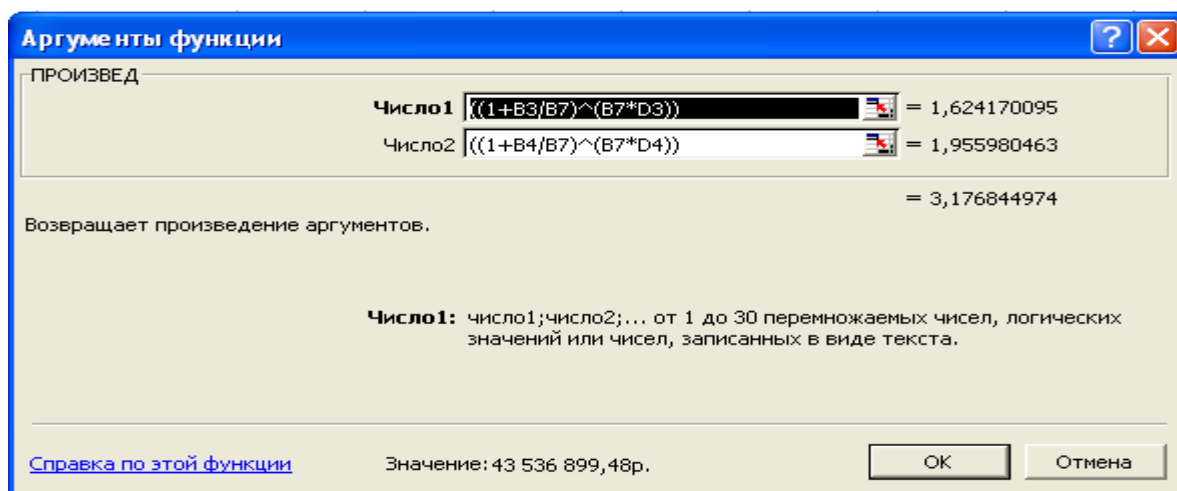 Аргументы функции
ПРОИЗВЕД
Число1 ((1+B3/B7)^(B7*D3)) = 1,624170095
Число2 ((1+B4/B7)^(B7*D4)) = 1,955980463
= 3,176844974
Возвращает произведение аргументов.
Число1: число1;число2;... от 1 до 30 перемножаемых чисел, логических
значений или чисел, записанных в виде текста.
Справка по этой функции Значение: 43 536 899,48р. ОК Отмена